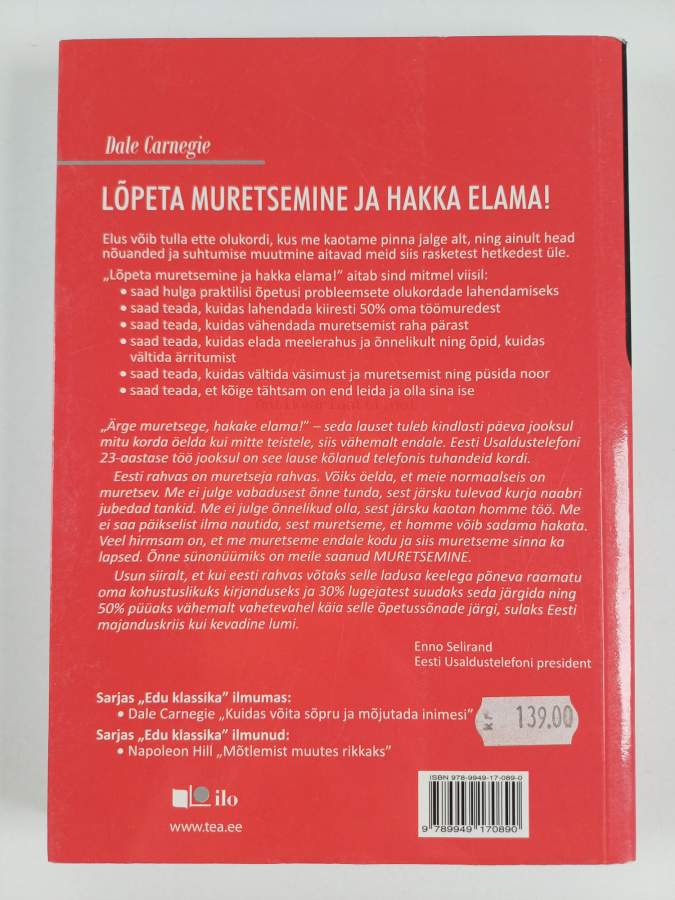 Dale Carnegie
LÕPETA MURETSEMINE JA HAKKA ELAMA!
Elus võib tulla ette olukordi, kus me kaotame pinna jalge alt, ning ainult head
nõuanded ja suhtumise muutmine aitavad meid siis rasketest hetkedest üle.
„Lõpeta muretsemine ja hakka elama!” aitab sind mitmel viisil:
• saad hulga praktilisi õpetusi probleemsete olukordade lahendamiseks
• saad teada, kuidas lahendada kiiresti 50% oma töömuredest
• saad teada, kuidas vähendada muretsemist raha pärast
• saad teada, kuidas elada meelerahus ja õnnelikult ning õpid, kuidas
vältida ärritumist
• saad teada, kuidas vältida väsimust ja muretsemist ning püsida noor
• saad teada, et kõige tähtsam on end leida ja olla sina ise
„Ärge muretsege, hakake elama!” – seda lauset tuleb kindlasti päeva jooksul
mitu korda öelda kui mitte teistele, siis vähemalt endale. Eesti Usaldustelefoni
23-aastase töö jooksul on see lause kõlanud telefonis tuhandeid kordi.
Eesti rahvas on muretseja rahvas. Võiks öelda, et meie normaalseis on
muretsev. Me ei julge vabadusest õnne tunda, sest järsku tulevad kurja naabri
jubedad tankid. Me ei julge õnnelikud olla, sest järsku kaotan homme töö. Me
ei saa päikselist ilma nautida, sest muretseme, et homme võib sadama hakata.
Veel hirmsam on, et me muretseme endale kodu ja siis muretseme sinna ka
lapsed. Õnne sünonüümiks on meile saanud MURETSEMINE.
Usun siiralt, et kui eesti rahvas võtaks selle ladusa keelega põneva raamatu
oma kohustuslikuks kirjanduseks ja 30% lugejatest suudaks seda järgida ning
50% püüaks vähemalt vahetevahel käia selle õpetussõnade järgi, sulaks Eesti
majanduskriis kui kevadine lumi.
Enno Selirand
Eesti Usaldustelefoni president
Sarjas „Edu klassika” ilmumas:
• Dale Carnegie „Kuidas võita sõpru ja mõjutada inimesi”
kr 139.00
Sarjas „Edu klassika” ilmunud:
• Napoleon Hill „Mõtlemist muutes rikkaks”
ilo
www.tea.ee
ISBN 978-9949-17-089-0
9 789949 170890